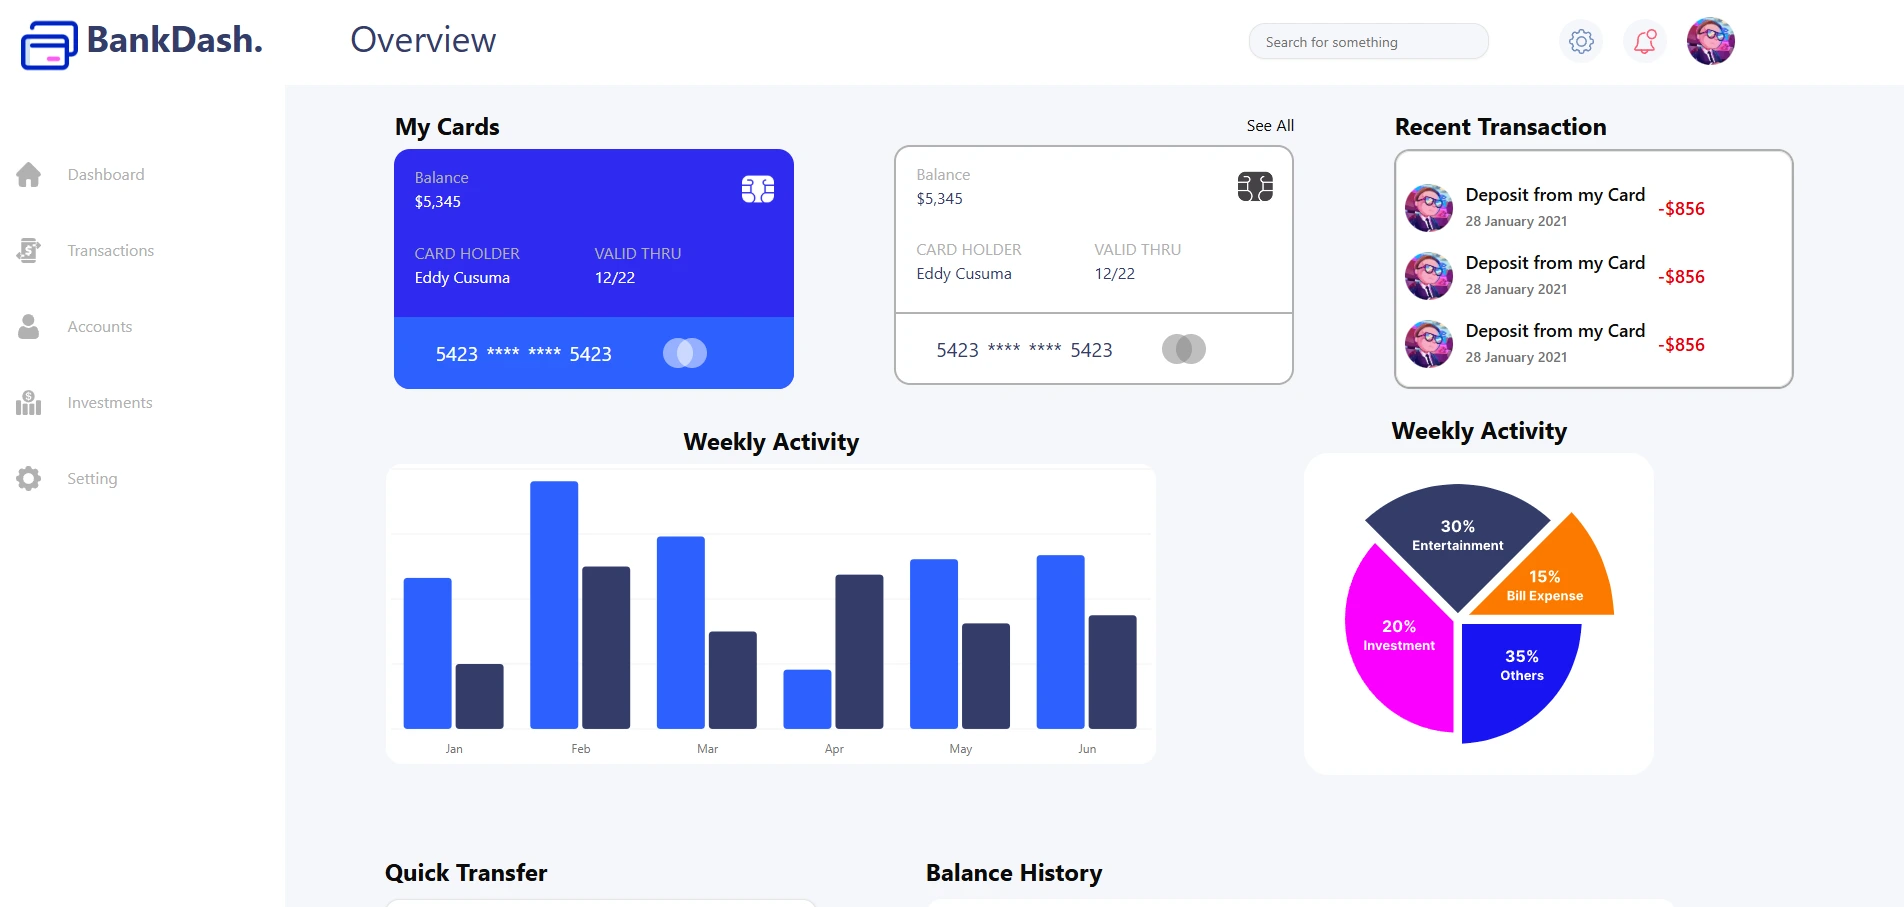 BankDash.
Overview
Search for something
Dashboard
Transactions
Accounts
Investments
Setting
My Cards
See All
Balance
$5,345
CARD HOLDER VALID THRU
Eddy Cusuma 12/22
5423 **** **** 5423
Balance
$5,345
CARD HOLDER VALID THRU
Eddy Cusuma 12/22
5423 **** **** 5423
Recent Transaction
Deposit from my Card
28 January 2021
-$856
Deposit from my Card
28 January 2021
-$856
Deposit from my Card
28 January 2021
-$856
Weekly Activity
Jan Feb Mar Apr May Jun
Weekly Activity
30%
Entertainment
15%
Bill Expense
20%
Investment
35%
Others
Quick Transfer
Balance History